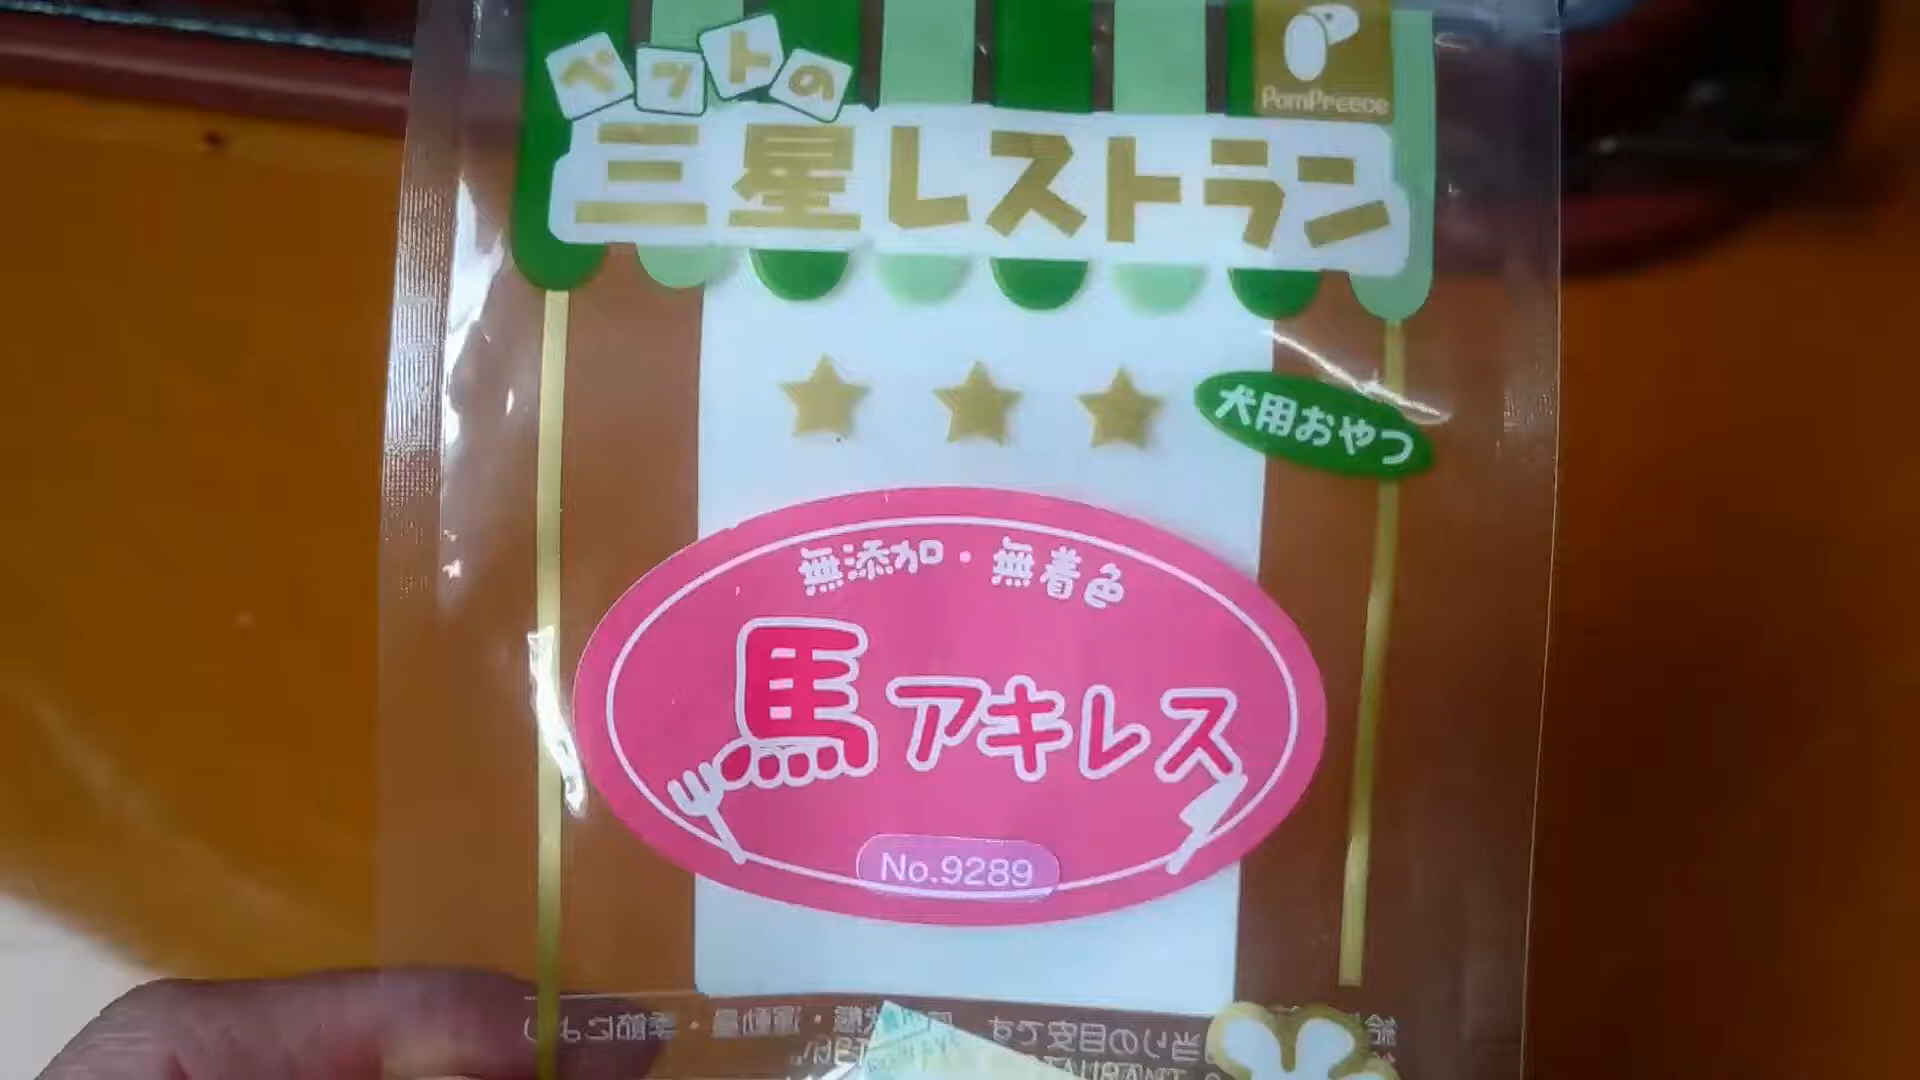 ペットの
PomPreece
三星レストラン
犬用おやつ
無添加・無着色
馬アキレス
No.9289